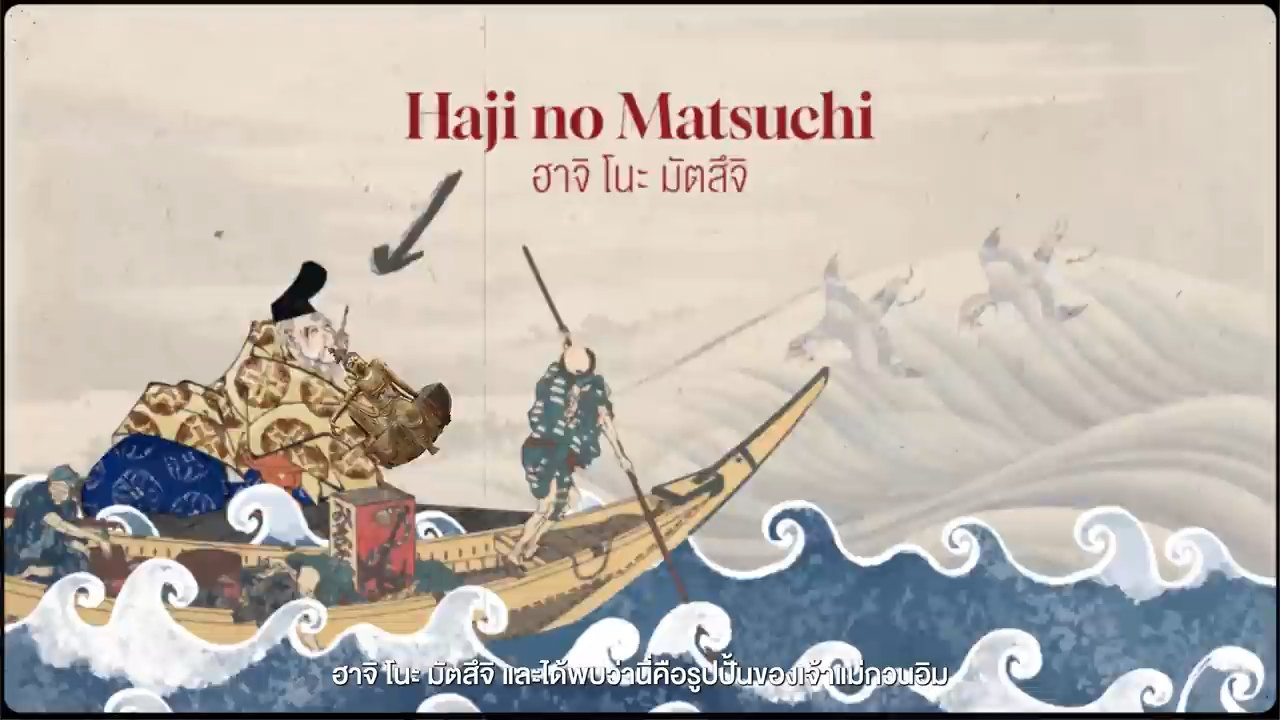 Haji no Matsuchi
ฮาจิ โนะ มัตสึจิ
ฮาจิ โนะ มัตสึจิ และได้พบว่านี่คือรูปปั้นของเจ้าแม่กวนอิม